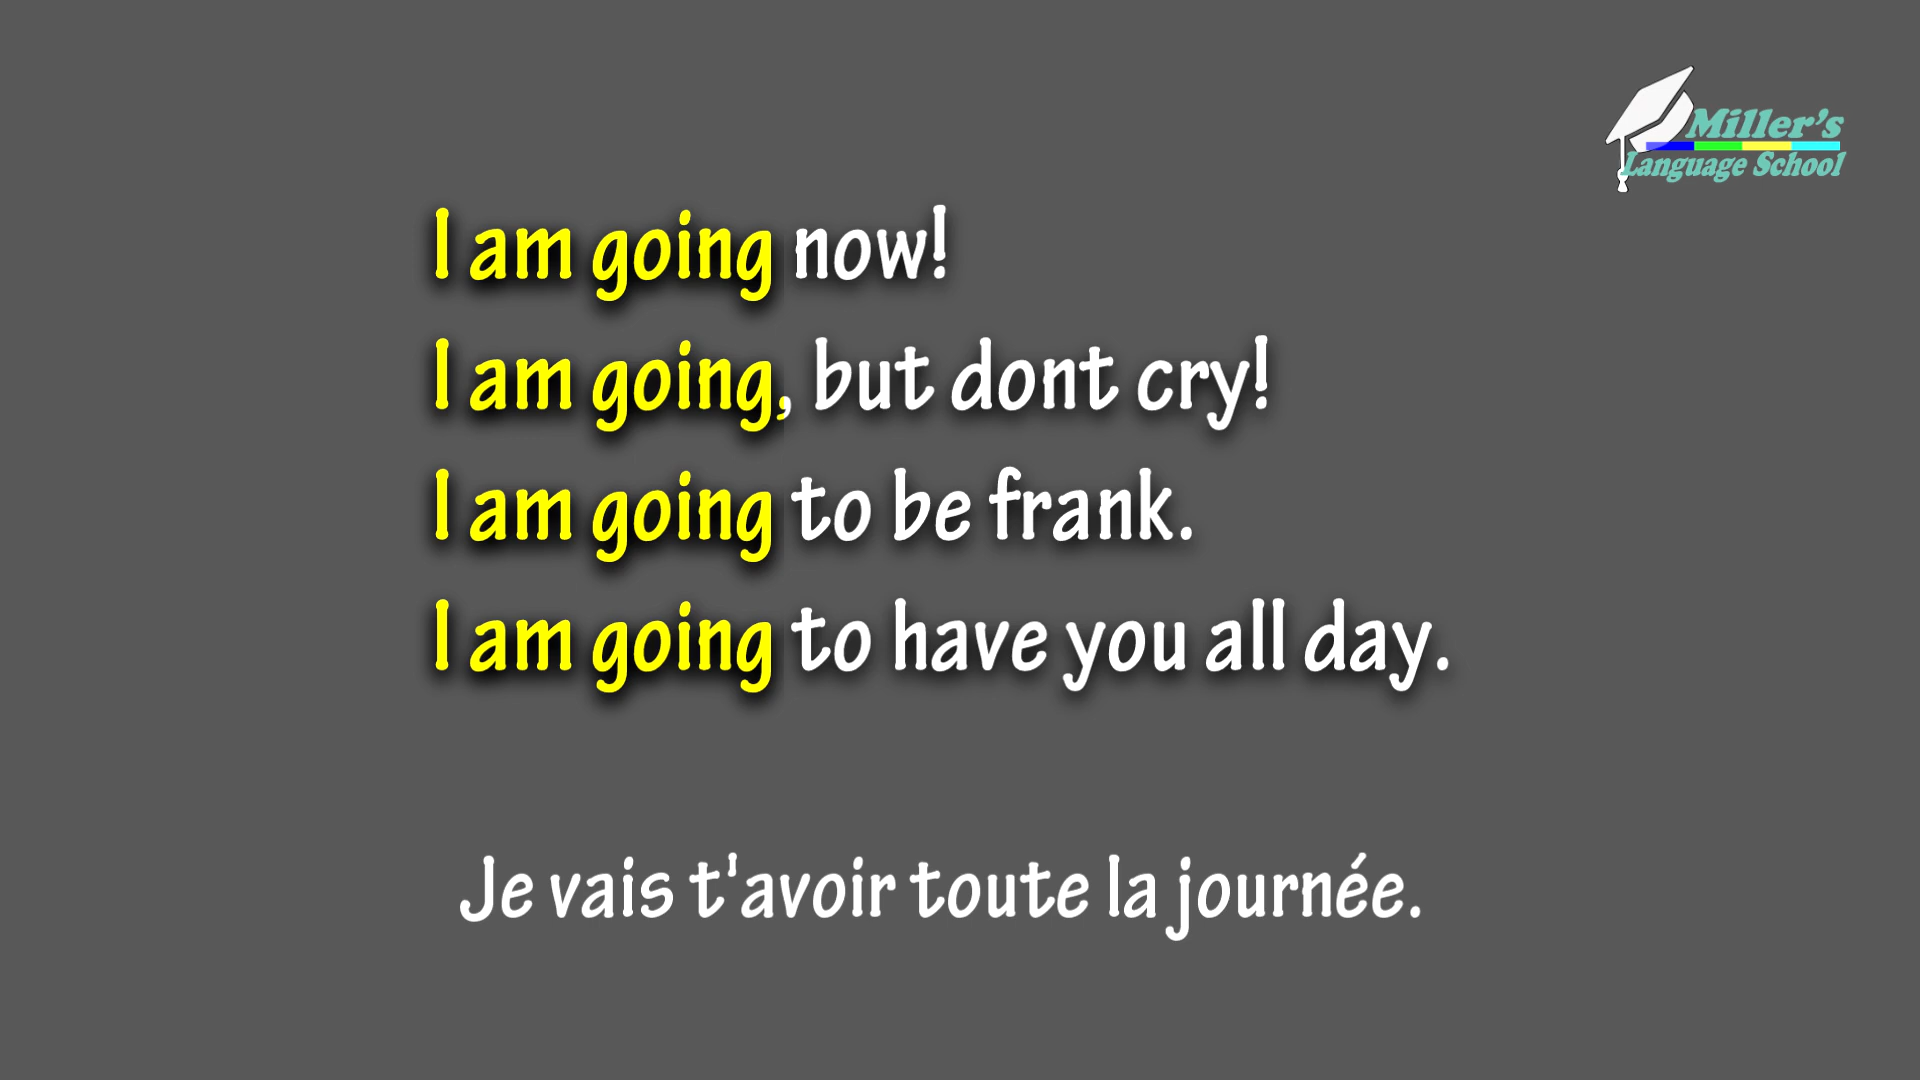 Miller's
Language School
I am going now!
I am going, but dont cry!
I am going to be frank.
I am going to have you all day.
Je vais t'avoir toute la journée.